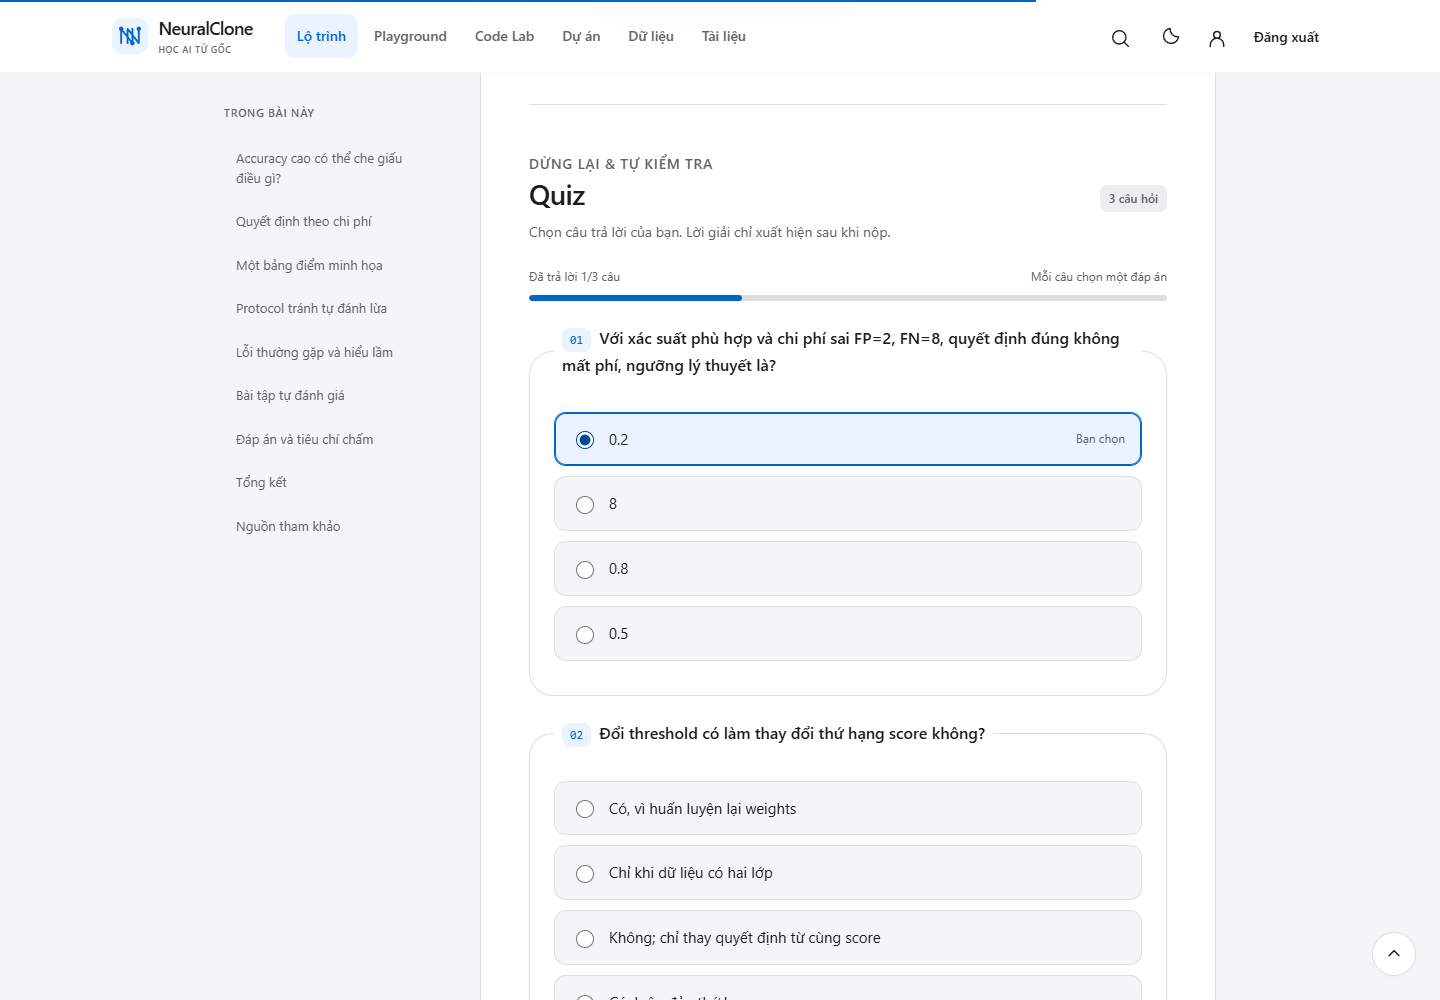 NeuralClone
HỌC AI TỪ GỐC
Lộ trình
Playground
Code Lab
Dự án
Dữ liệu
Tài liệu
Đăng xuất
TRONG BÀI NÀY
Accuracy cao có thể che giấu
điều gì?
Quyết định theo chi phí
Một bảng điểm minh họa
Protocol tránh tự đánh lừa
Lỗi thường gặp và hiểu lầm
Bài tập tự đánh giá
Đáp án và tiêu chí chấm
Tổng kết
Nguồn tham khảo
DỪNG LẠI & TỰ KIỂM TRA
Quiz
3 câu hỏi
Chọn câu trả lời của bạn. Lời giải chỉ xuất hiện sau khi nộp.
Đã trả lời 1/3 câu
Mỗi câu chọn một đáp án
01 Với xác suất phù hợp và chi phí sai FP=2, FN=8, quyết định đúng không
mất phí, ngưỡng lý thuyết là?
0.2
Bạn chọn
8
0.8
0.5
02 Đổi threshold có làm thay đổi thứ hạng score không?
Có, vì huấn luyện lại weights
Chỉ khi dữ liệu có hai lớp
Không; chỉ thay quyết định từ cùng score